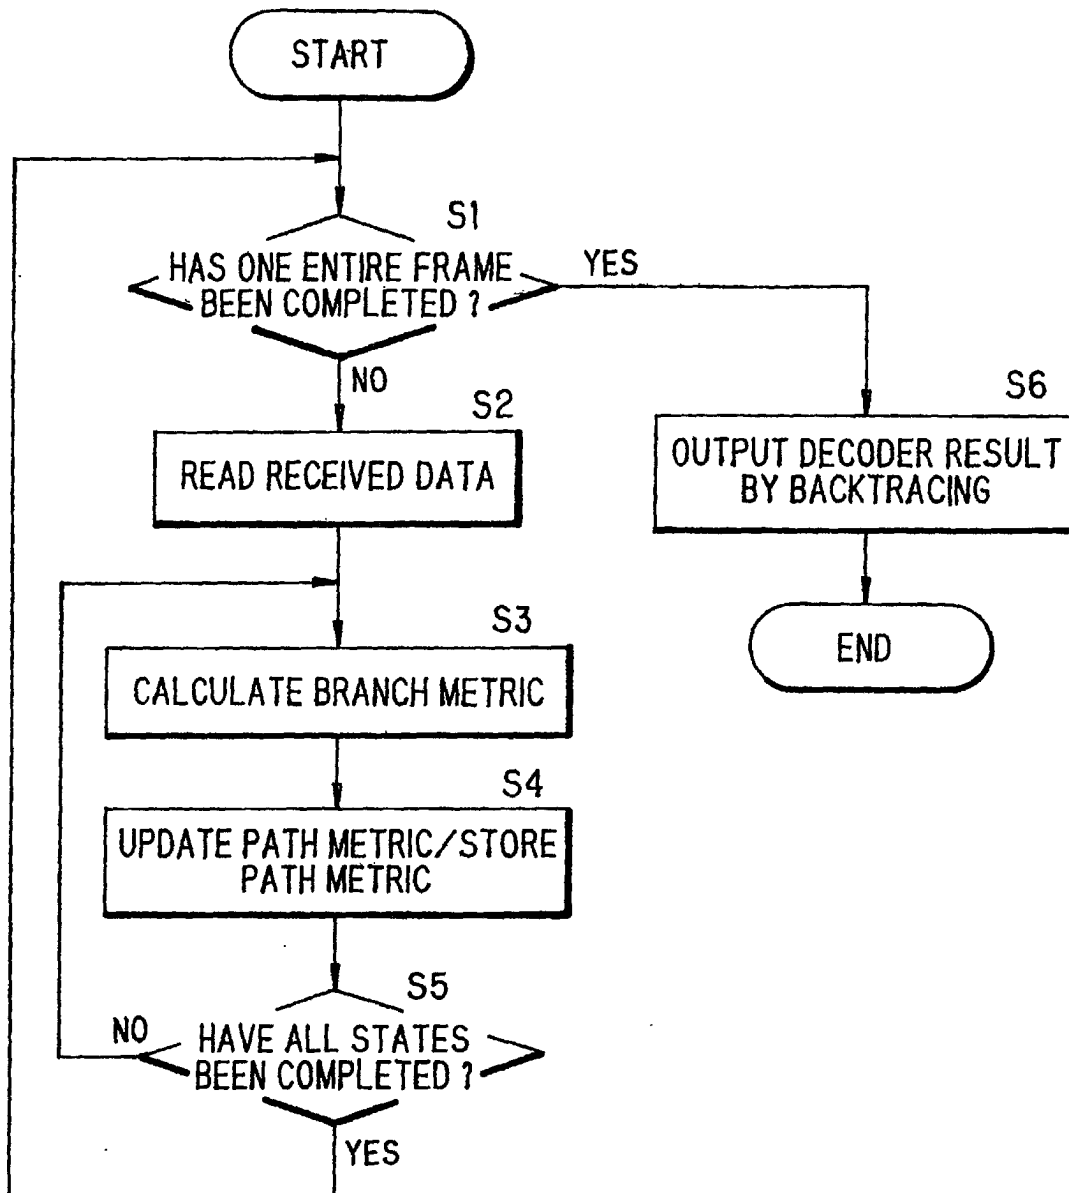 START
S1
HAS ONE ENTIRE FRAME
BEEN COMPLETED ?
YES
NO
S2
READ RECEIVED DATA
S6
OUTPUT DECODER RESULT
BY BACKTRACING
S3
CALCULATE BRANCH METRIC
END
S4
UPDATE PATH METRIC/STORE
PATH METRIC
S5
NO
HAVE ALL STATES
BEEN COMPLETED ?
YES